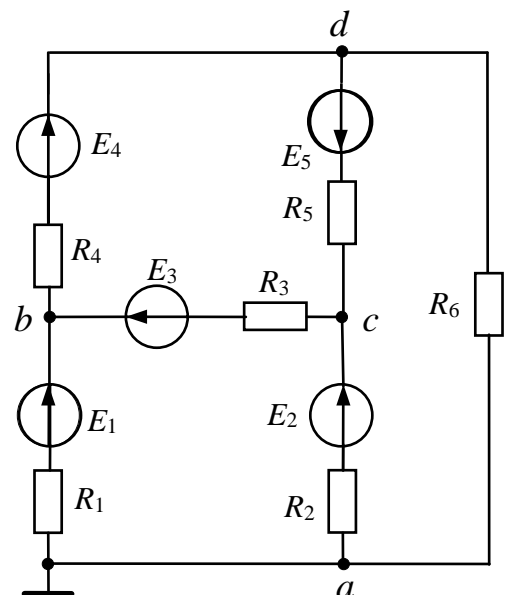 d
E₄
E₅
R₅
R₄
E₃
R₃
b
c
R₆
E₁
E₂
R₁
R₂
a